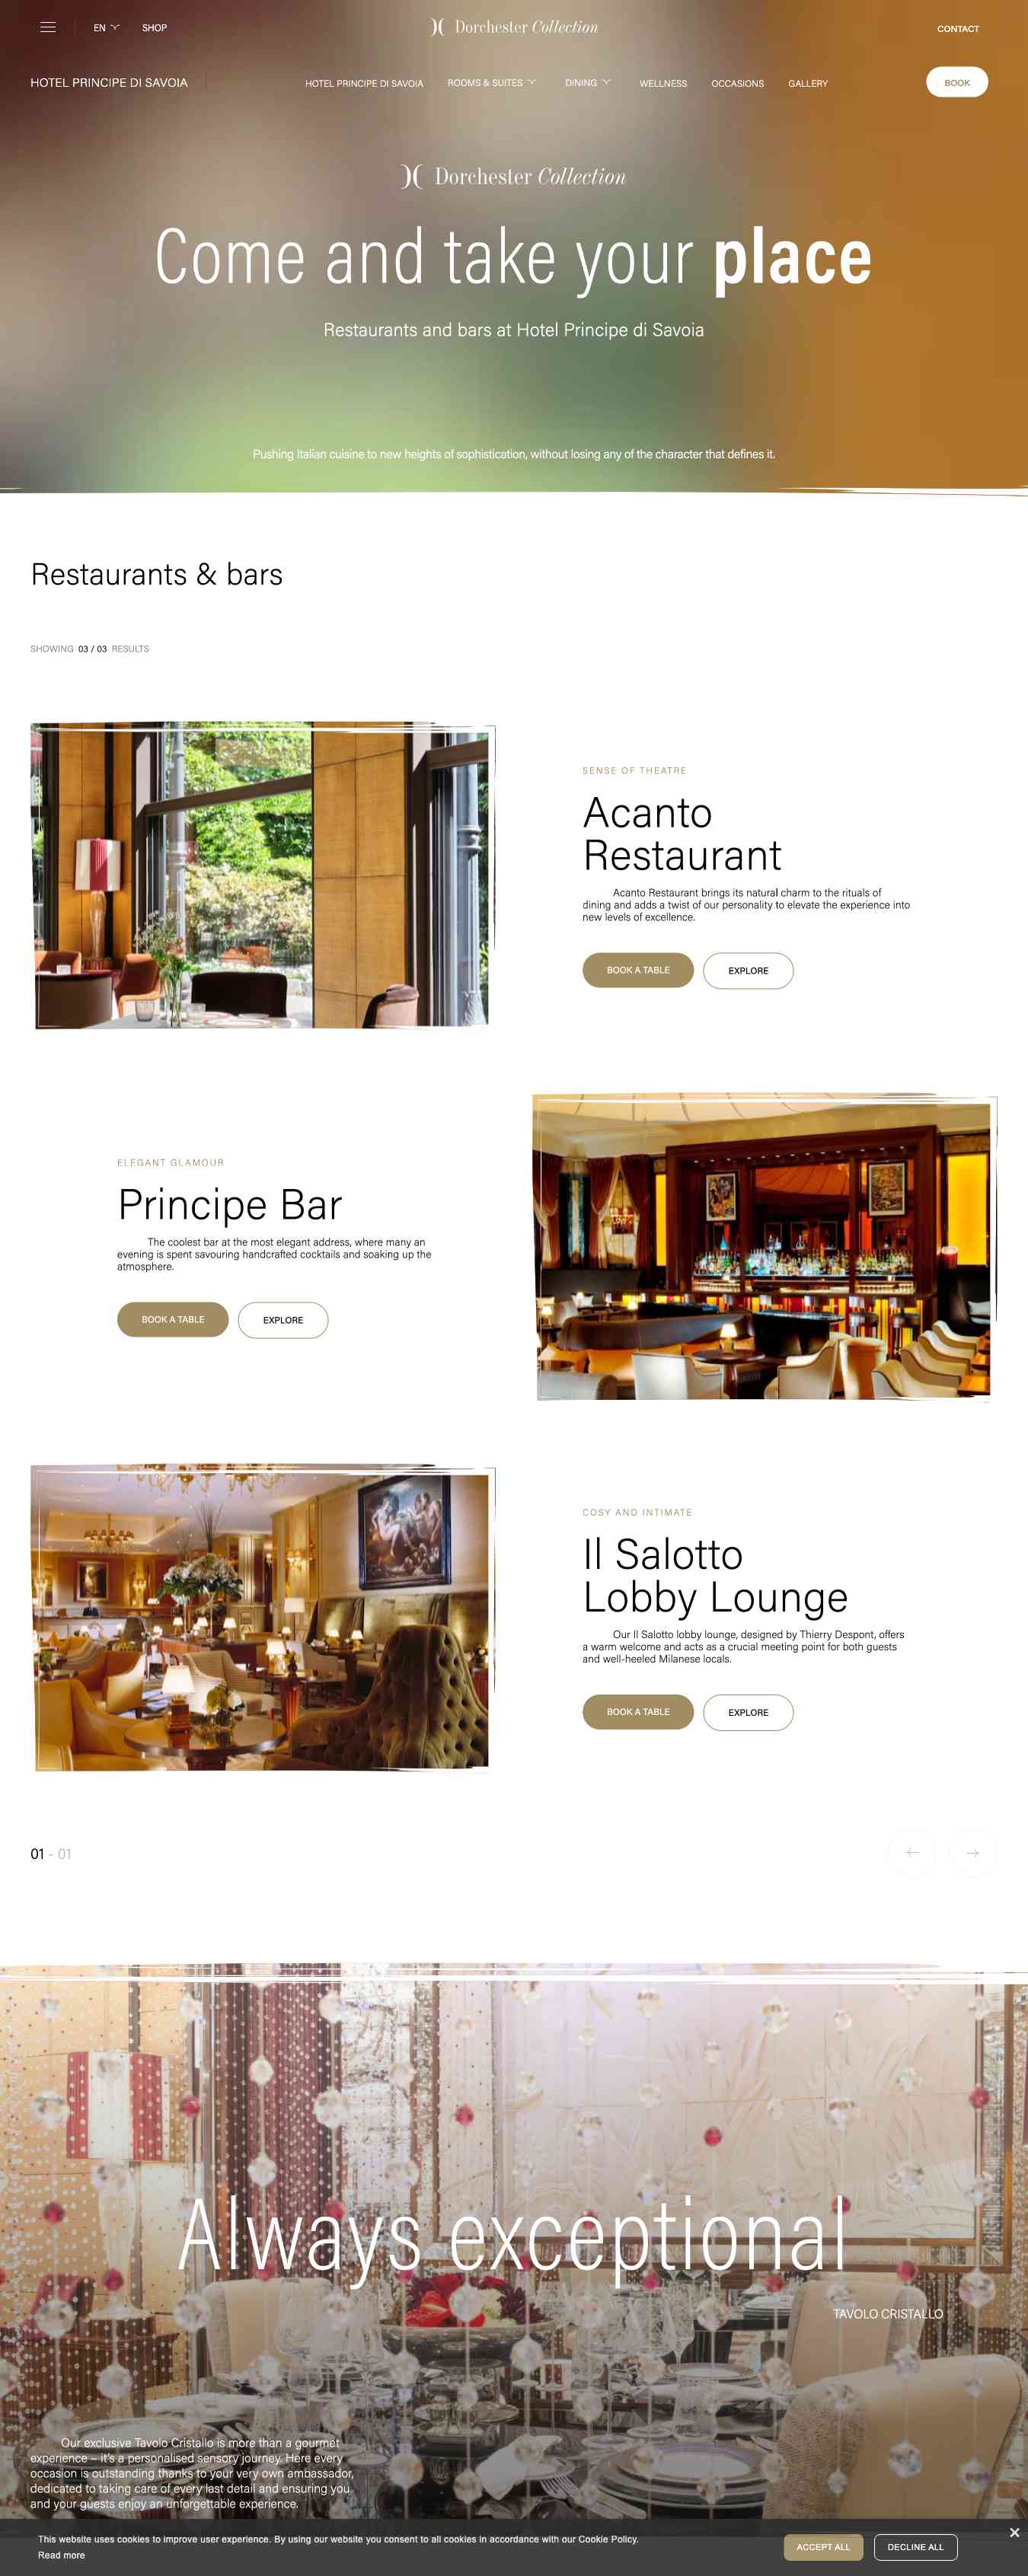 EN
SHOP
Dorchester Collection
CONTACT
HOTEL PRINCIPE DI SAVOIA
HOTEL PRINCIPE DI SAVOIA
ROOMS & SUITES
DINING
WELLNESS
OCCASIONS
GALLERY
BOOK
Dorchester Collection
Come and take your place
Restaurants and bars at Hotel Principe di Savoia
Pushing Italian cuisine to new heights of sophistication, without losing any of the character that defines it.
Restaurants & bars
SHOWING 03 / 03 RESULTS
SENSE OF THEATRE
Acanto
Restaurant
Acanto Restaurant brings its natural charm to the rituals of
dining and adds a twist of our personality to elevate the experience into
new levels of excellence.
BOOK A TABLE
EXPLORE
ELEGANT GLAMOUR
Principe Bar
The coolest bar at the most elegant address, where many an
evening is spent savouring handcrafted cocktails and soaking up the
atmosphere.
BOOK A TABLE
EXPLORE
COSY AND INTIMATE
Il Salotto
Lobby Lounge
Our Il Salotto lobby lounge, designed by Thierry Despont, offers
a warm welcome and acts as a crucial meeting point for both guests
and well-heeled Milanese locals.
BOOK A TABLE
EXPLORE
01 - 01
Always exceptional
TAVOLO CRISTALLO
Our exclusive Tavolo Cristallo is more than a gourmet
experience – it's a personalised sensory journey. Here every
occasion is outstanding thanks to your very own ambassador,
dedicated to taking care of every last detail and ensuring you
and your guests enjoy an unforgettable experience.
This website uses cookies to improve user experience. By using our website you consent to all cookies in accordance with our Cookie Policy.
Read more
ACCEPT ALL
DECLINE ALL